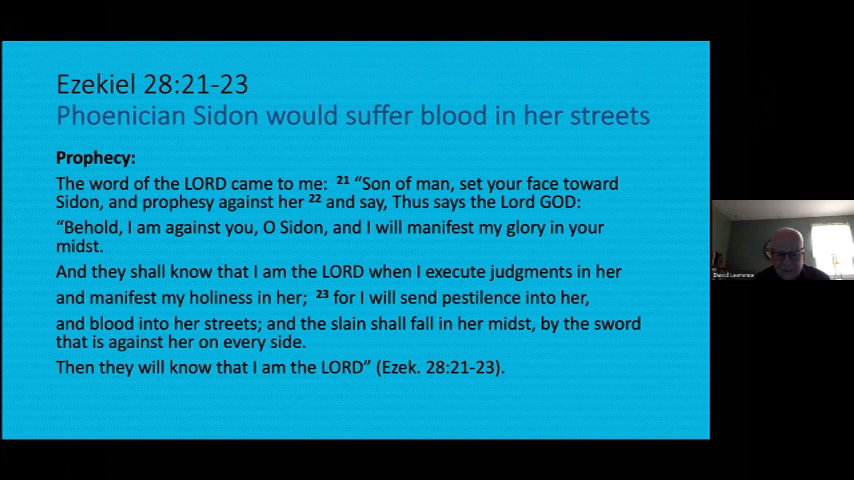 Ezekiel 28:21-23
Phoenician Sidon would suffer blood in her streets
Prophecy:
The word of the LORD came to me: 21 “Son of man, set your face toward
Sidon, and prophesy against her 22 and say, Thus says the Lord GOD:
“Behold, I am against you, O Sidon, and I will manifest my glory in your
midst.
And they shall know that I am the LORD when I execute judgments in her
and manifest my holiness in her; 23 for I will send pestilence into her,
and blood into her streets; and the slain shall fall in her midst, by the sword
that is against her on every side.
Then they will know that I am the LORD” (Ezek. 28:21-23).
David Lawrence